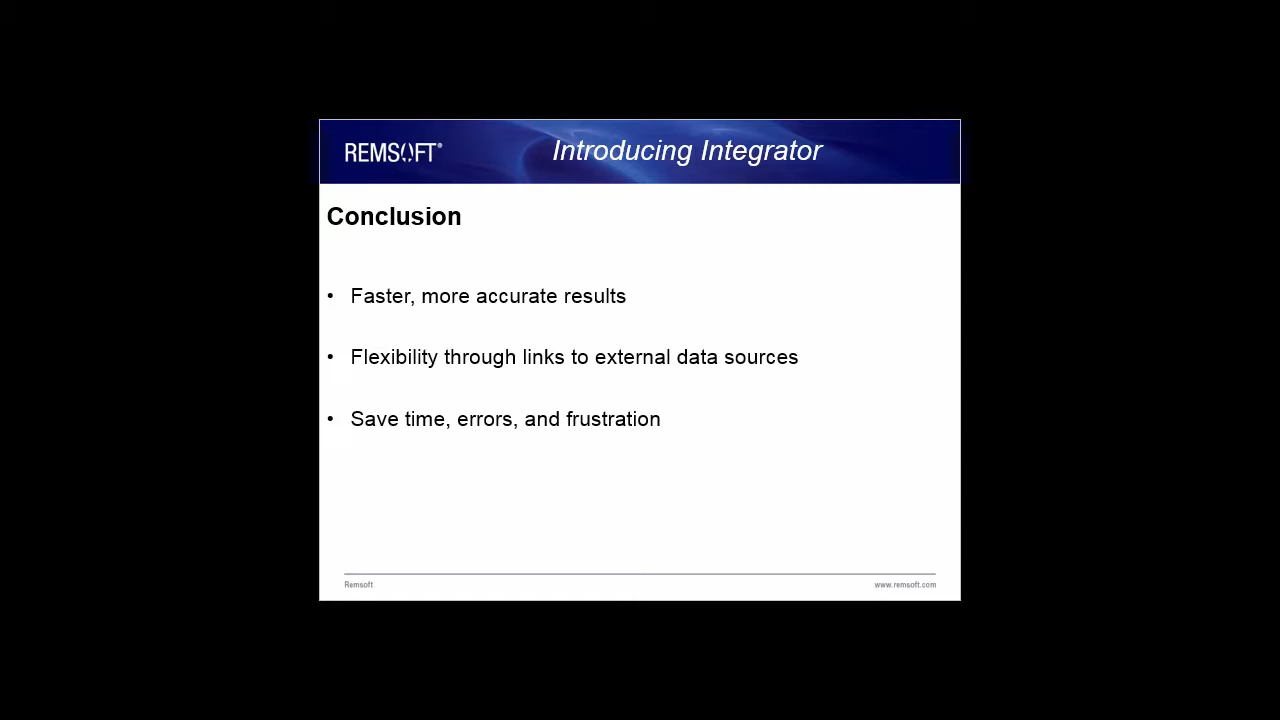 REMSOFT®
Introducing Integrator
Conclusion
• Faster, more accurate results
• Flexibility through links to external data sources
• Save time, errors, and frustration
Remsoft
www.remsoft.com